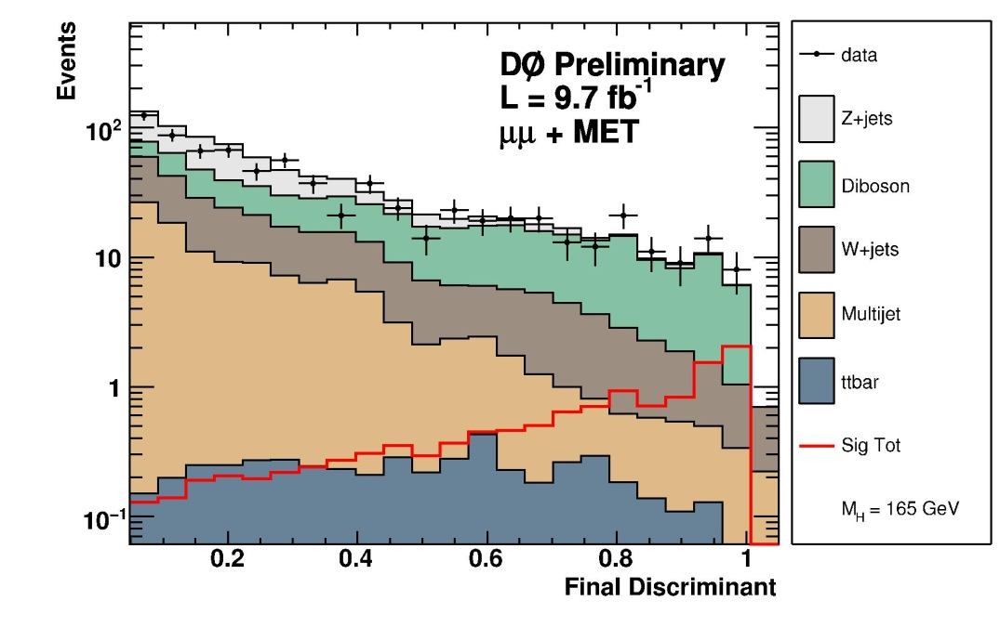 Events
DØ Preliminary
L = 9.7 fb⁻¹
μμ + MET
10²
10
1
10⁻¹
0.2 0.4 0.6 0.8 1
Final Discriminant
data
Z+jets
Diboson
W+jets
Multijet
ttbar
Sig Tot
M_H = 165 GeV